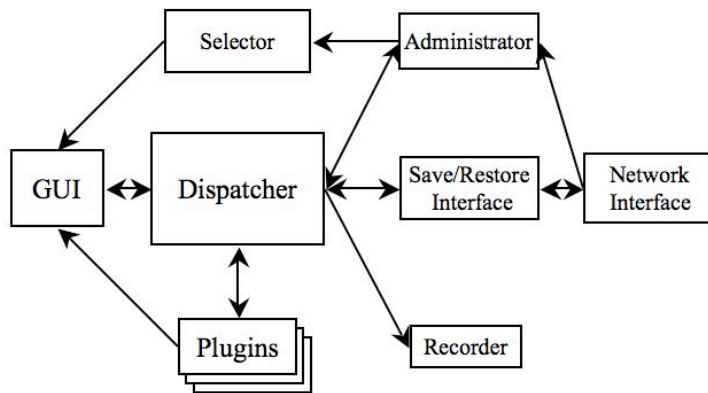 Selector
Administrator
GUI
Dispatcher
Save/Restore
Interface
Network
Interface
Plugins
Recorder